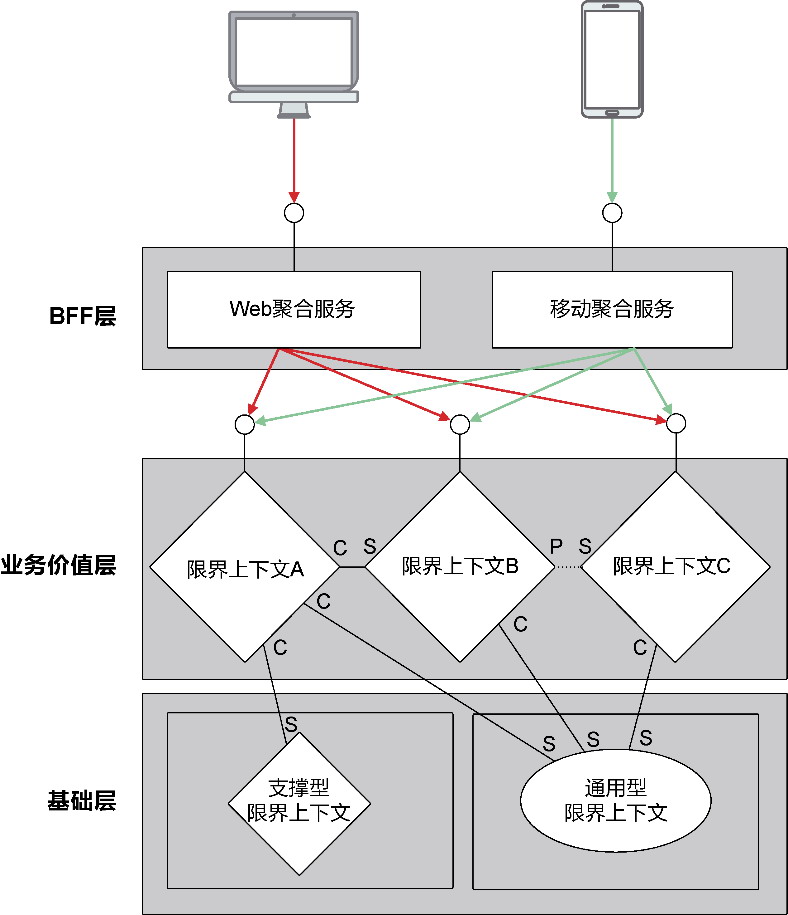 BFF层
Web聚合服务
移动聚合服务
业务价值层
限界上下文A
C
S
限界上下文B
P
S
限界上下文C
C
C
C
C
基础层
S
支撑型
限界上下文
S
S
S
通用型
限界上下文